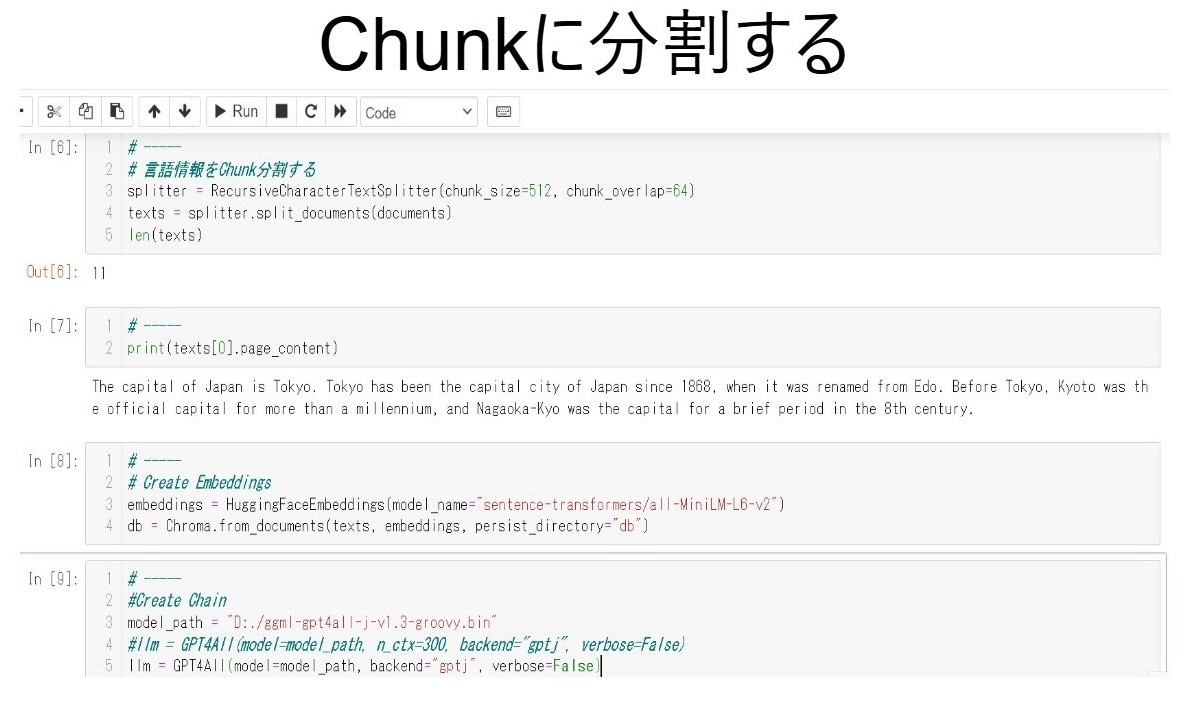 Chunkに分割する
Run
Code
In [6]:
1 # -----
2 # 言語情報をChunk分割する
3 splitter = RecursiveCharacterTextSplitter(chunk_size=512, chunk_overlap=64)
4 texts = splitter.split_documents(documents)
5 len(texts)
Out[6]: 11
In [7]:
1 # -----
2 print(texts[0].page_content)
The capital of Japan is Tokyo. Tokyo has been the capital city of Japan since 1868, when it was renamed from Edo. Before Tokyo, Kyoto was th
e official capital for more than a millennium, and Nagaoka-Kyo was the capital for a brief period in the 8th century.
In [8]:
1 # -----
2 # Create Embeddings
3 embeddings = HuggingFaceEmbeddings(model_name="sentence-transformers/all-MiniLM-L6-v2")
4 db = Chroma.from_documents(texts, embeddings, persist_directory="db")
In [9]:
1 # -----
2 #Create Chain
3 model_path = "D:./ggml-gpt4all-j-v1.3-groovy.bin"
4 #llm = GPT4All(model=model_path, n_ctx=300, backend="gptj", verbose=False)
5 llm = GPT4All(model=model_path, backend="gptj", verbose=False)